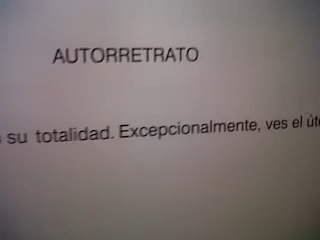 AUTORRETRATO
su totalidad. Excepcionalmente, ves el